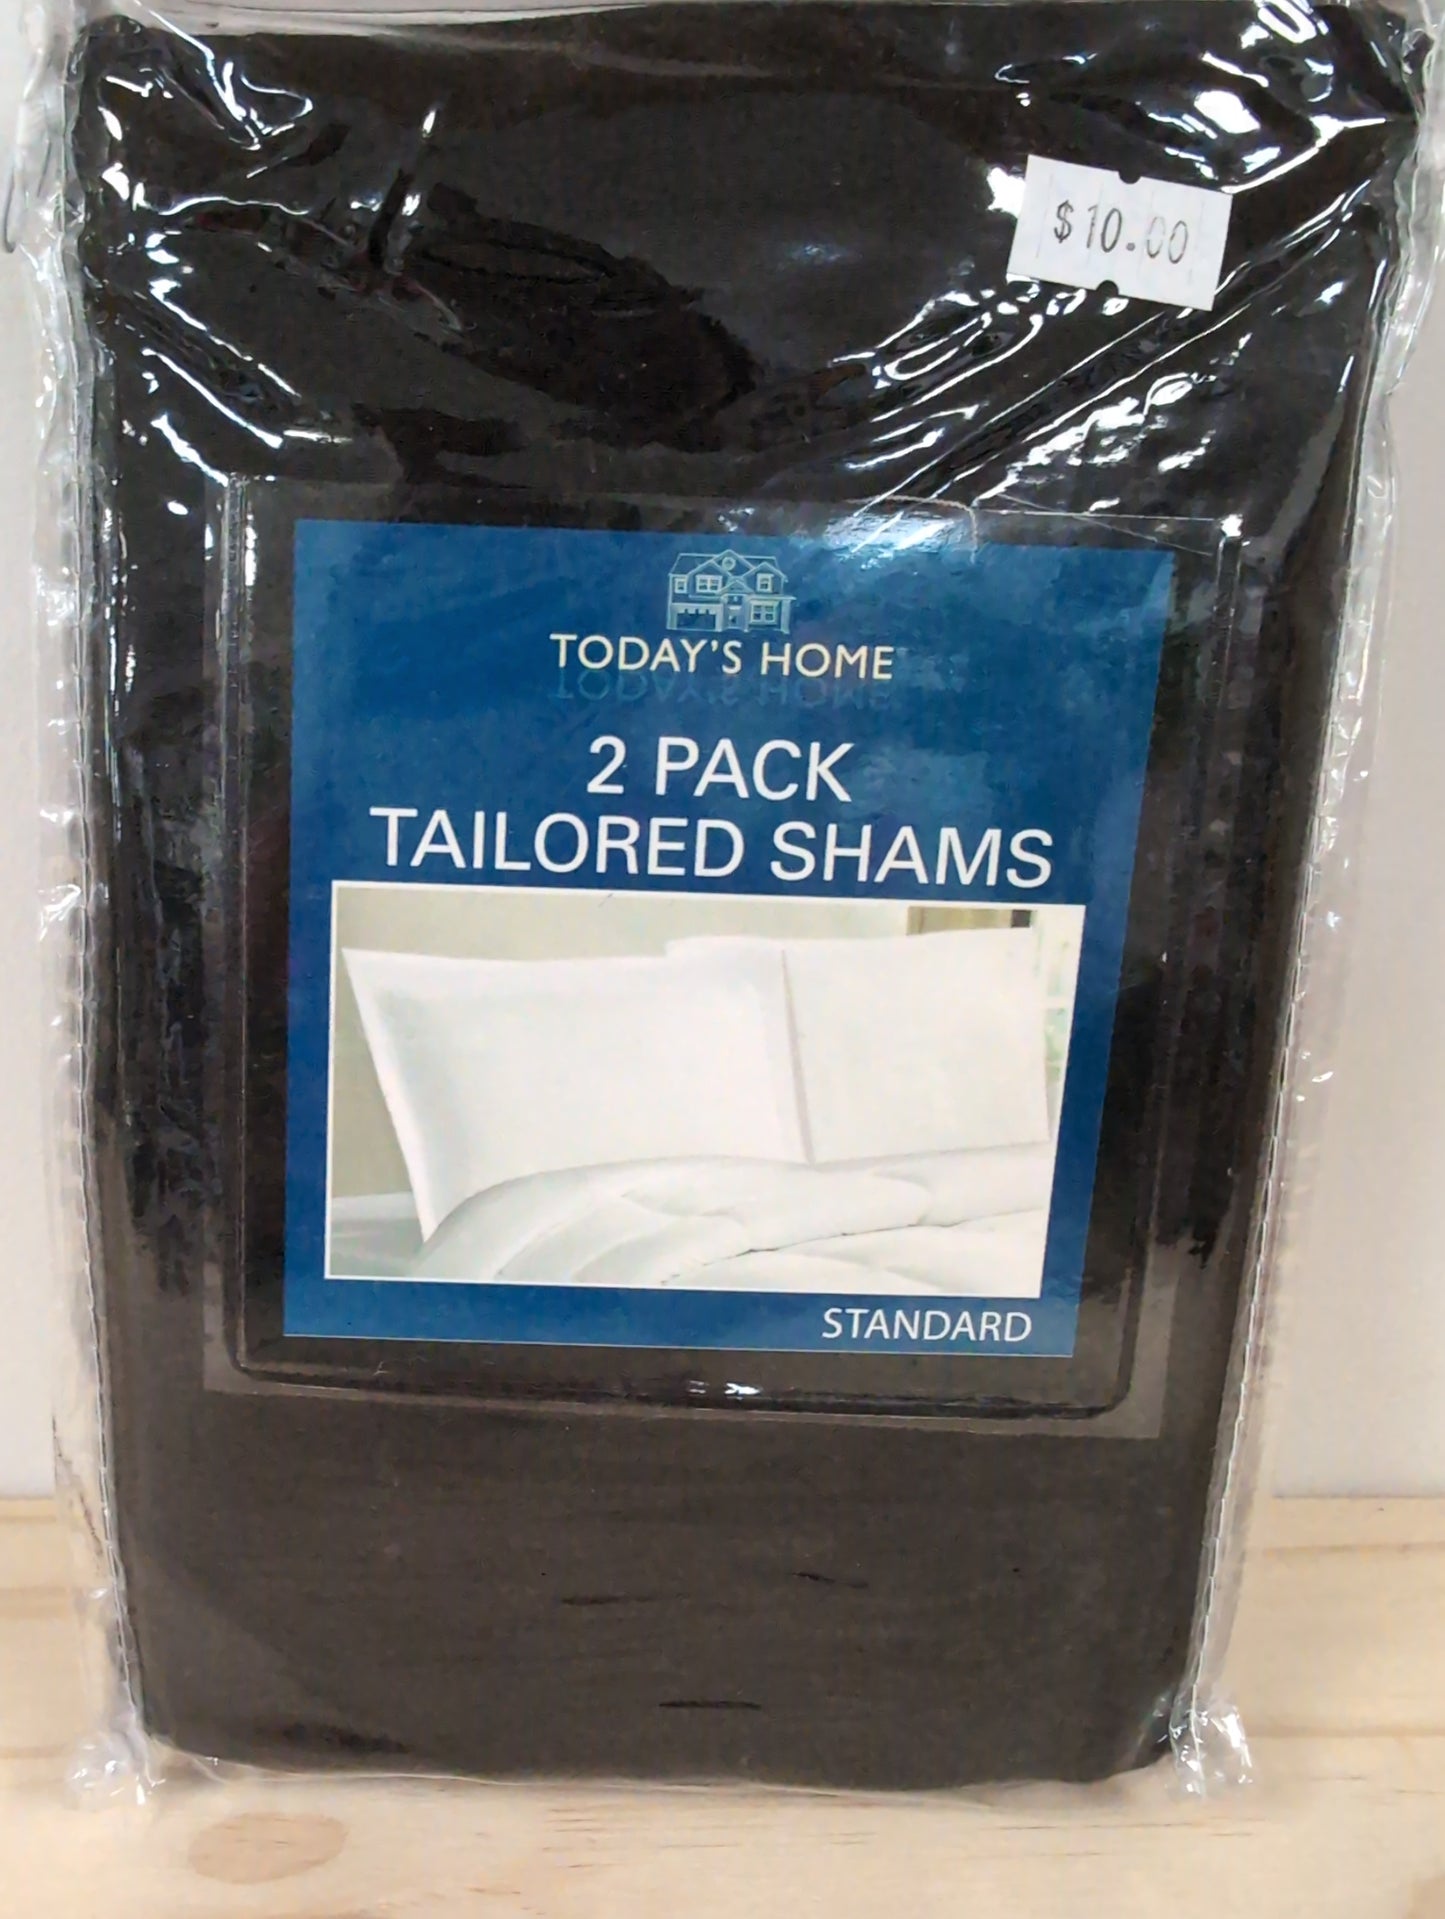 $10.00
TODAY'S HOME
2 PACK
TAILORED SHAMS
STANDARD